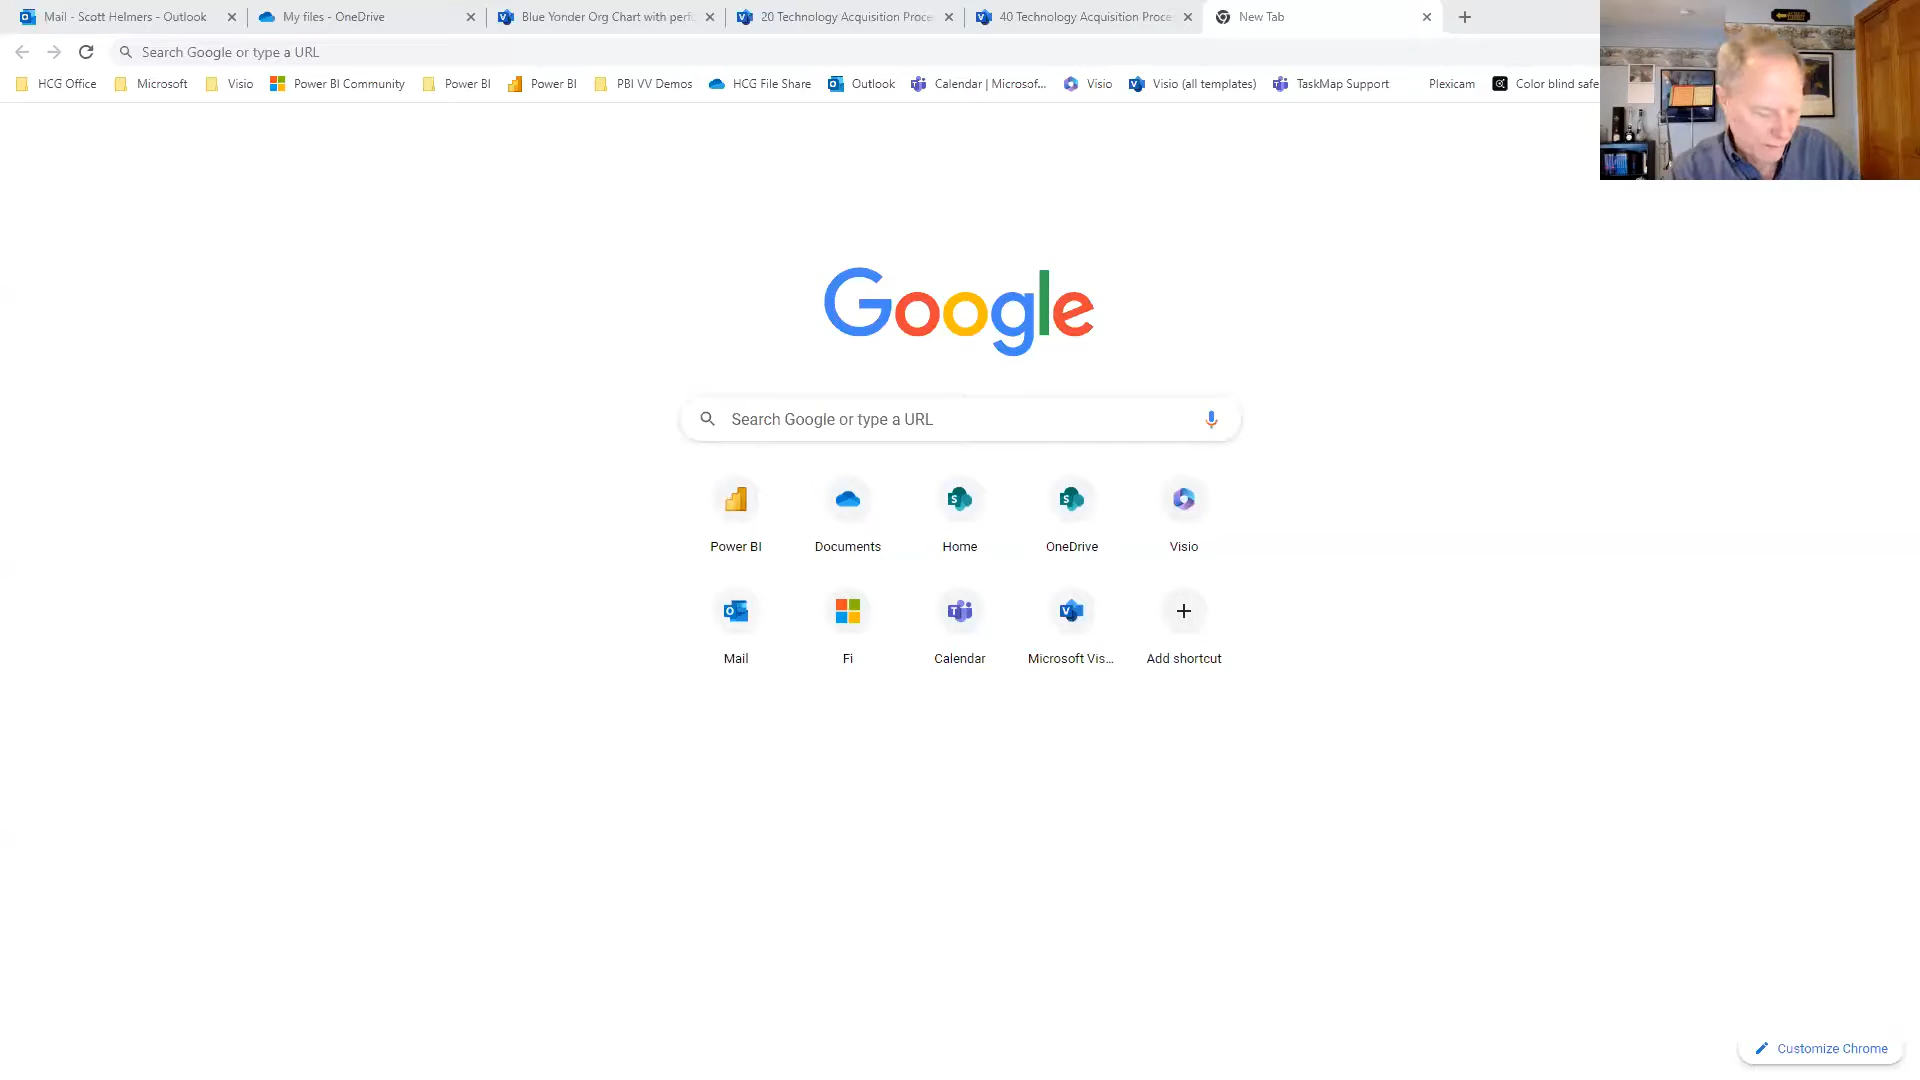 Mail - Scott Helmers - Outlook
My files - OneDrive
Blue Yonder Org Chart with perfo
20 Technology Acquisition Proce
40 Technology Acquisition Proce
New Tab
Search Google or type a URL
HCG Office
Microsoft
Visio
Power BI Community
Power BI
Power BI
PBI VV Demos
HCG File Share
Outlook
Calendar | Microsof...
Visio
Visio (all templates)
TaskMap Support
Plexicam
Color blind safe
Google
Search Google or type a URL
Power BI
Documents
Home
OneDrive
Visio
Mail
Fi
Calendar
Microsoft Vis...
Add shortcut
Customize Chrome